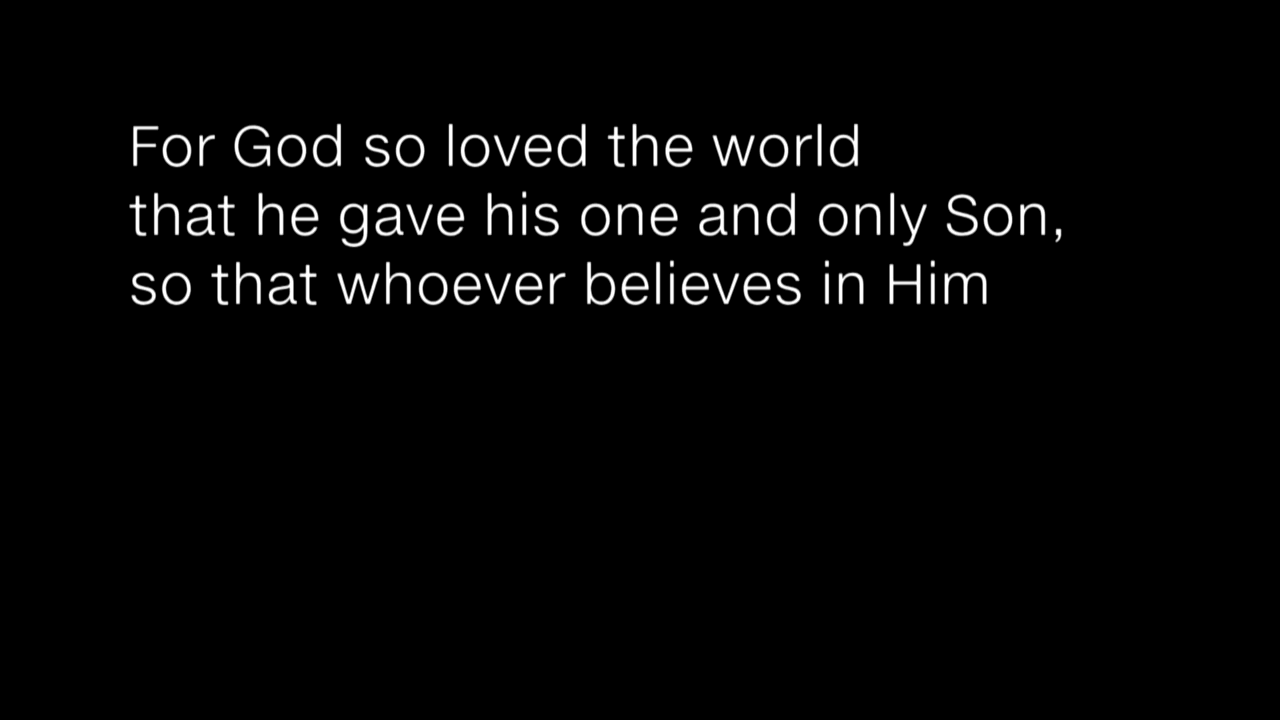 For God so loved the world
that he gave his one and only Son,
so that whoever believes in Him